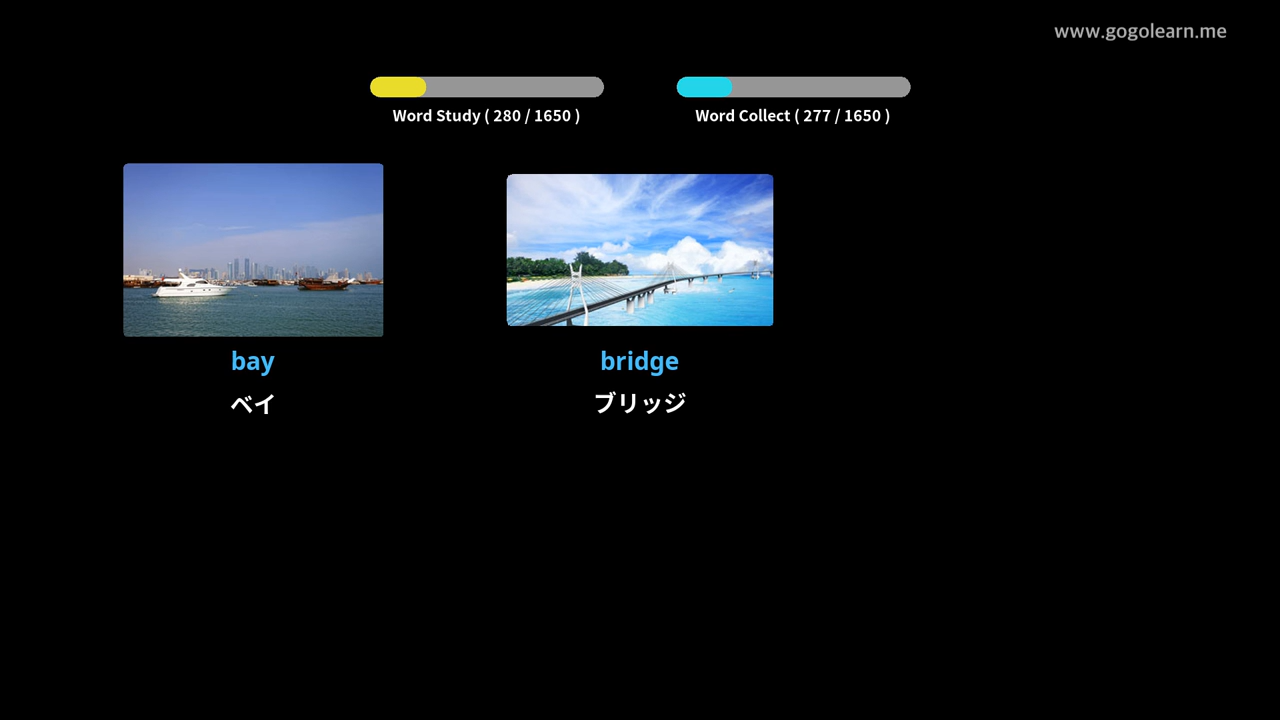 www.gogolearn.me
Word Study ( 280 / 1650 )
Word Collect ( 277 / 1650 )
bay
ベイ
bridge
ブリッジ